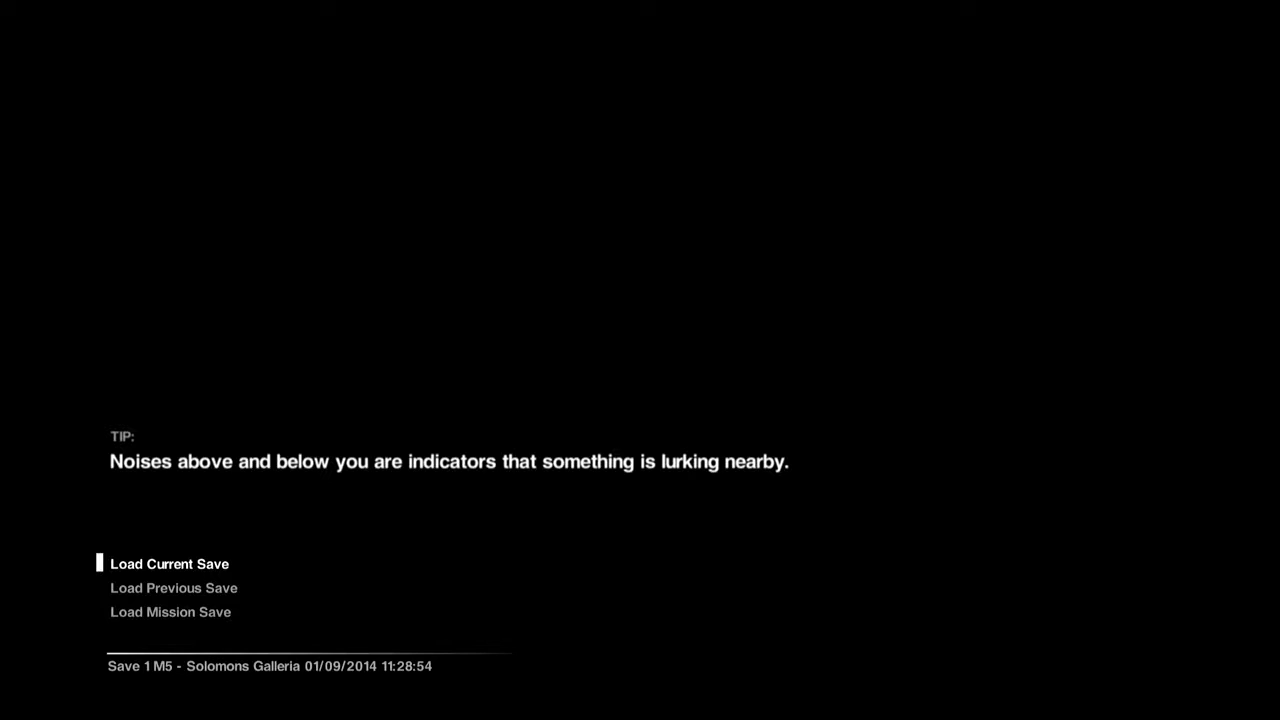 TIP:
Noises above and below you are indicators that something is lurking nearby.
Load Current Save
Load Previous Save
Load Mission Save
Save 1 M5 - Solomons Galleria 01/09/2014 11:28:54